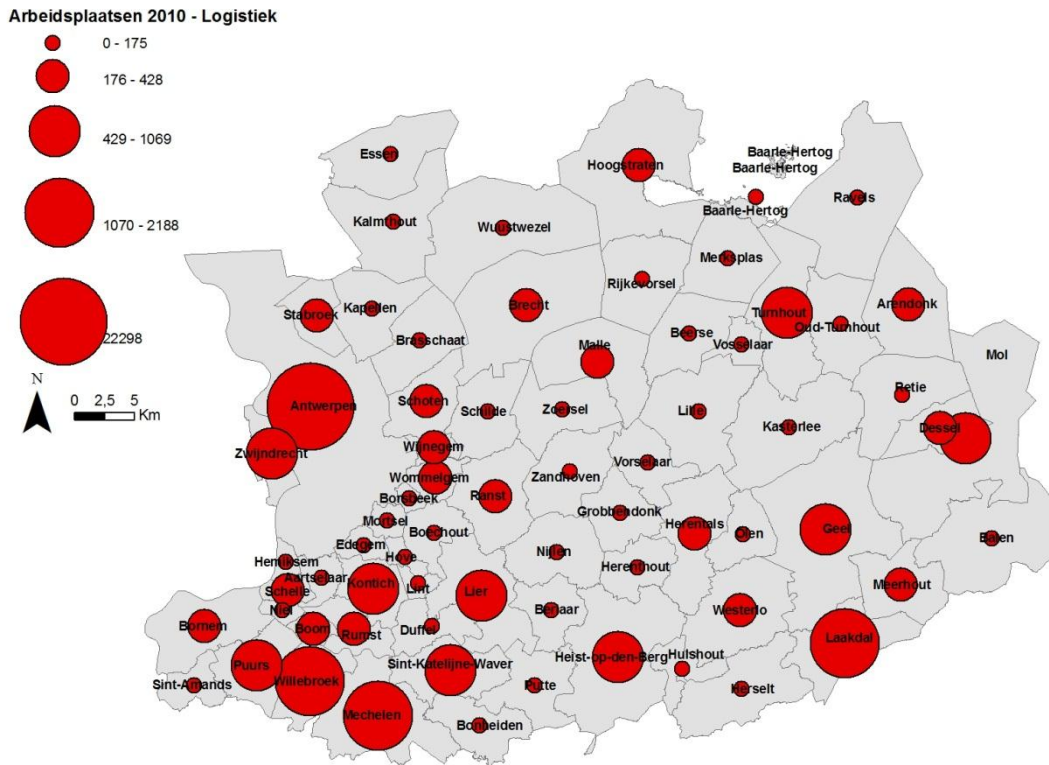 Arbeidsplaatsen 2010 - Logistiek
0 - 175
176 - 428
429 - 1069
1070 - 2188
22298
N
0 2,5 5
Km
Essen
Hoogstraten
Baarle-Hertog
Baarle-Hertog
Baarle-Hertog
Ravels
Kalmthout
Wuustwezel
Merksplas
Rijkevorsel
Kapellen
Stabroek
Brecht
Turnhout
Arendonk
Oud-Turnhout
Brasschaat
Beerse
Vosselaar
Malle
Mol
Retie
Antwerpen
Schoten
Schilde
Zoersel
Lille
Kasterlee
Dessel
Zwijndrecht
Wijnegem
Wommelgem
Vorselaar
Zandhoven
Borsbeek
Ranst
Grobbendonk
Mortsel
Boechout
Herentals
Olen
Geel
Balen
Edegem
Hove
Nijlen
Hemiksem
Aartselaar
Herenthout
Schelle
Kontich
Lint
Lier
Meerhout
Niel
Berlaar
Westerlo
Bornem
Boom
Rumst
Duffel
Laakdal
Heist-op-den-Berg
Hulshout
Puurs
Sint-Katelijne-Waver
Sint-Amands
Willebroek
Putte
Herselt
Mechelen
Bonheiden